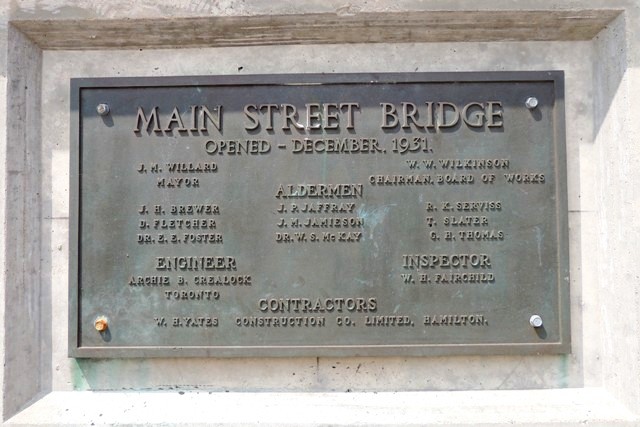 MAIN STREET BRIDGE
OPENED - DECEMBER, 1931.
J. M. WILLARD
MAYOR
W. W. WILKINSON
CHAIRMAN, BOARD OF WORKS
ALDERMEN
J. H. BREWER J. P. JAFFRAY R. K. SERVISS
D. FLETCHER J. M. JAMIESON T. SLATER
DR. E. E. FOSTER DR. W. S. McKAY C. H. THOMAS
ENGINEER
ARCHIE B. CREALOCK
TORONTO
INSPECTOR
W. H. FAIRCHILD
CONTRACTORS
W. H. YATES CONSTRUCTION CO. LIMITED, HAMILTON.